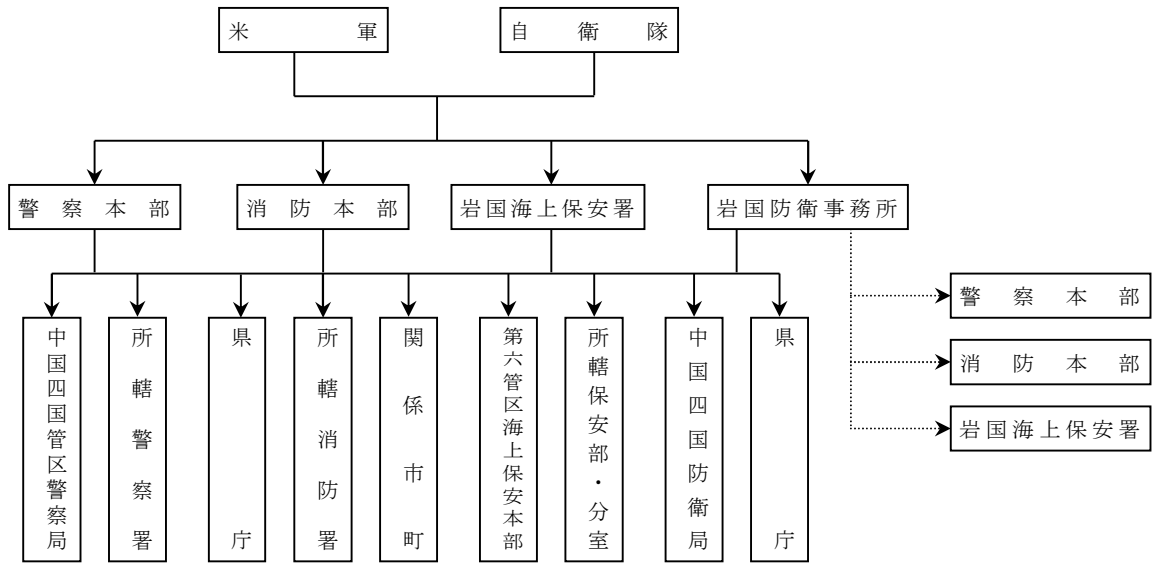 米軍
自衛隊
警察本部
消防本部
岩国海上保安署
岩国防衛事務所
警察本部
消防本部
岩国海上保安署
中国四国管区警察局
所轄警察署
県庁
所轄消防署
関係市町
第六管区海上保安本部
所轄保安部・分室
中国四国防衛局
県庁